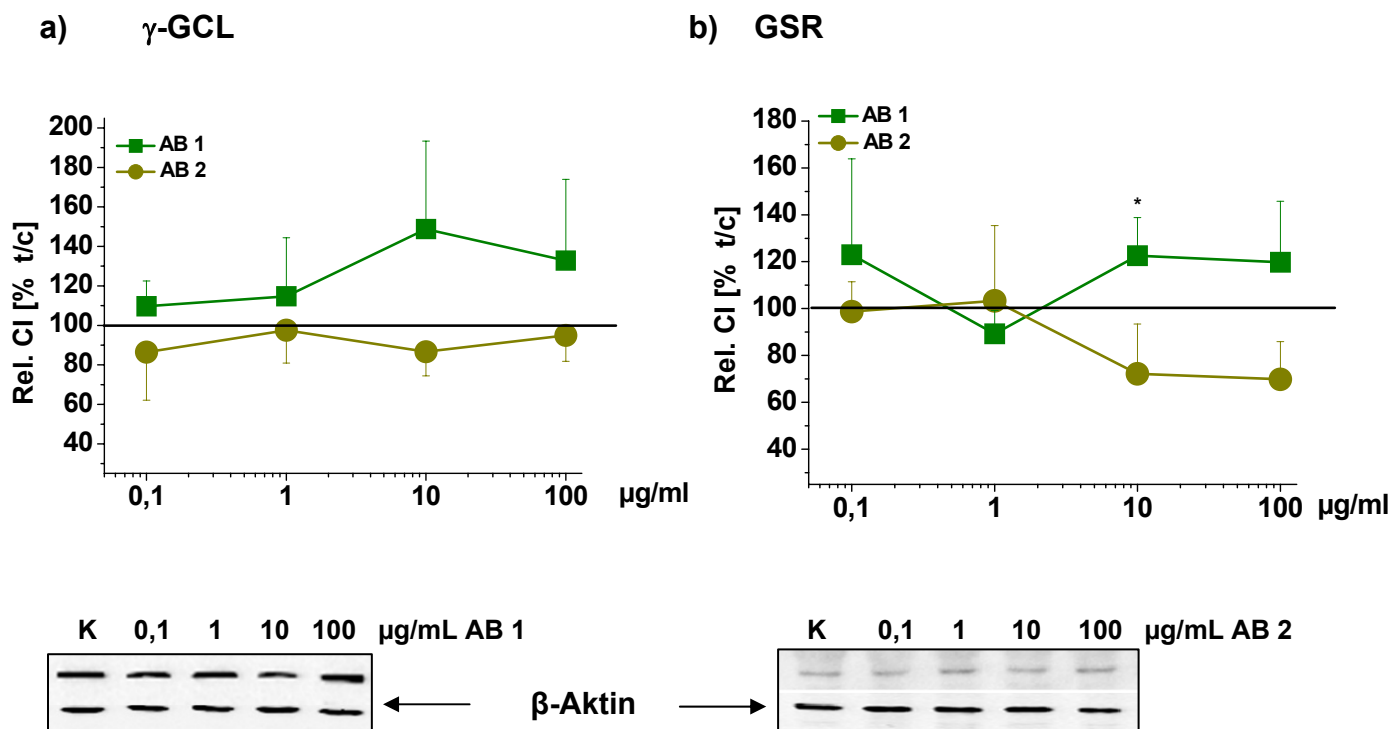 a) γ-GCL
b) GSR
200
180
160
140
120
100
80
60
40
Rel. CI [% t/c]
AB 1
AB 2
0,1 1 10 100 µg/ml
180
160
140
120
100
80
60
40
Rel. CI [% t/c]
AB 1
AB 2
*
0,1 1 10 100 µg/ml
K 0,1 1 10 100 µg/mL AB 1
K 0,1 1 10 100 µg/mL AB 2
β-Aktin